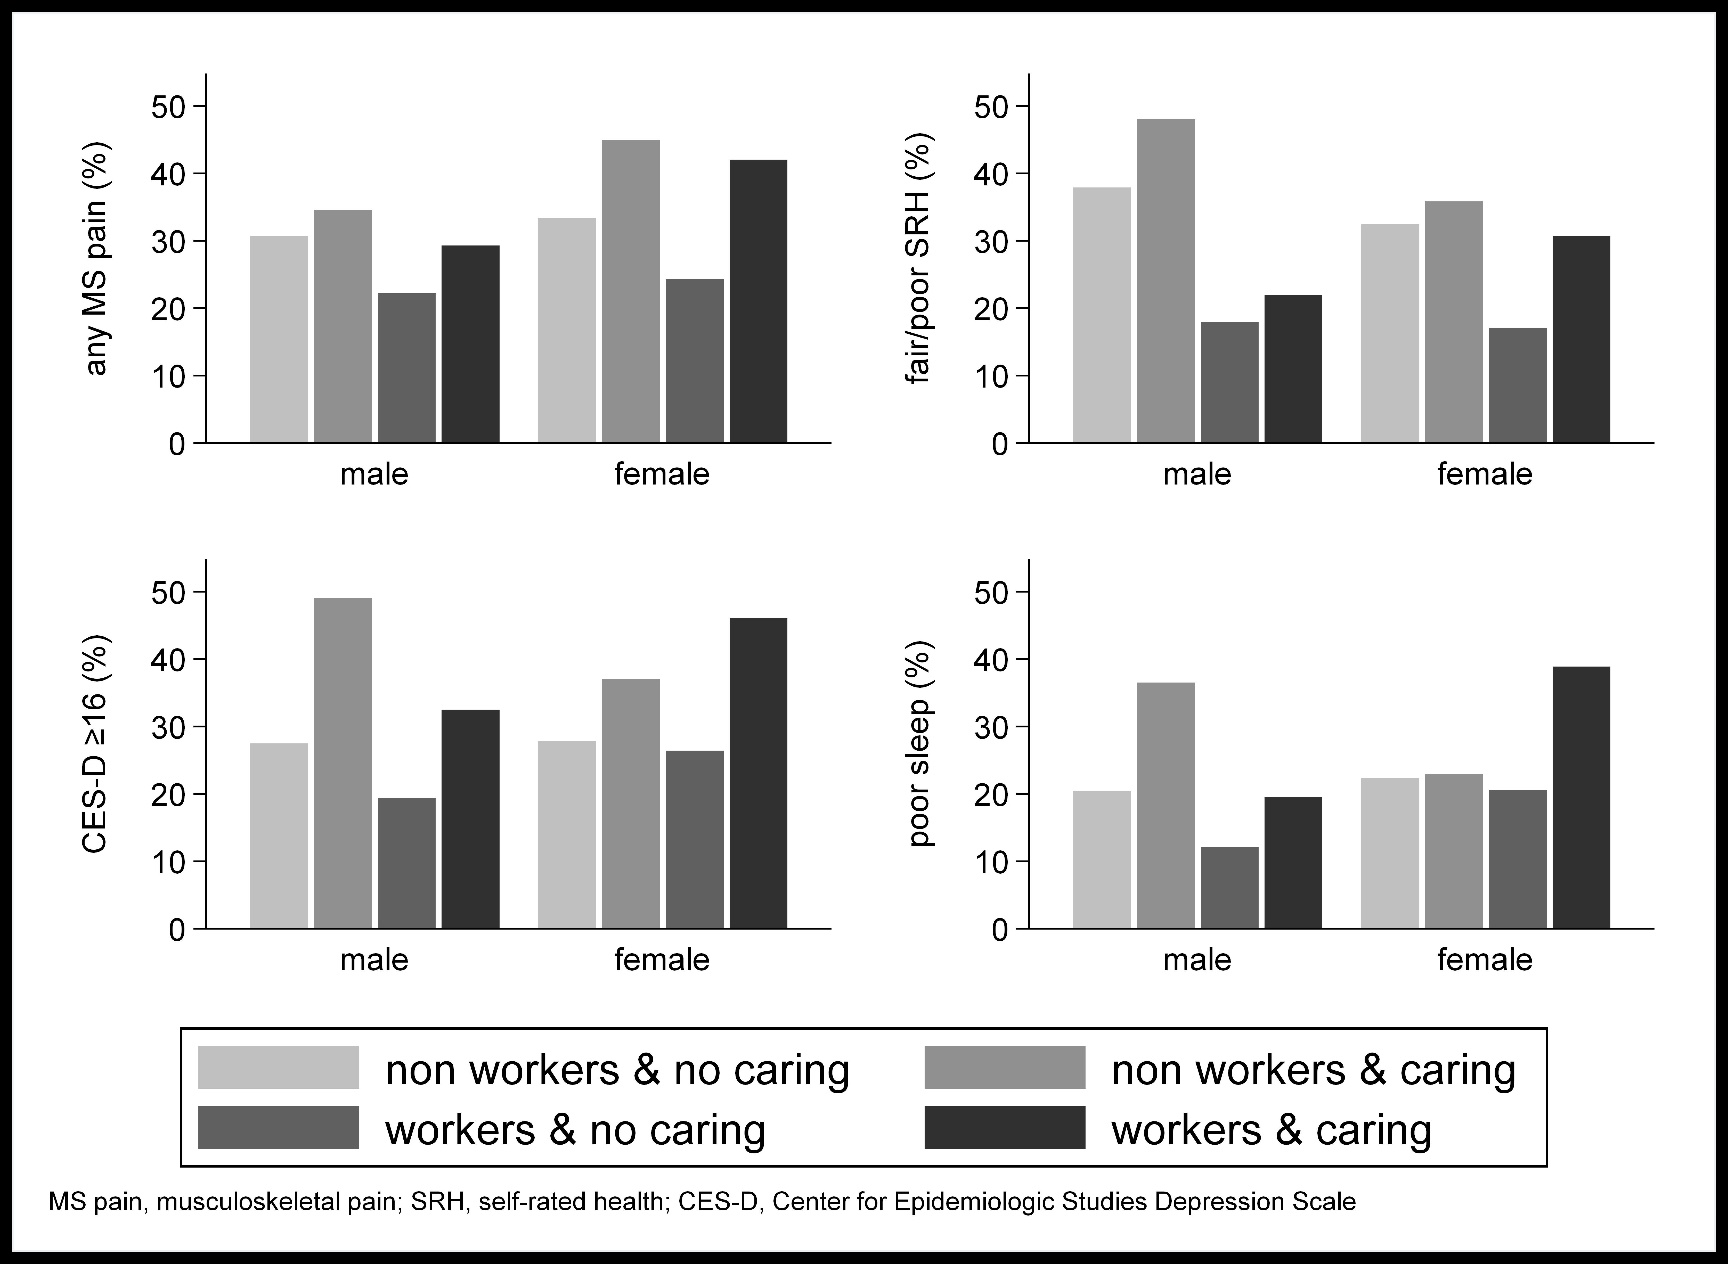 any MS pain (%)
50
40
30
20
10
0
male female
fair/poor SRH (%)
50
40
30
20
10
0
male female
CES-D ≥16 (%)
50
40
30
20
10
0
male female
poor sleep (%)
50
40
30
20
10
0
male female
non workers & no caring non workers & caring
workers & no caring workers & caring
MS pain, musculoskeletal pain; SRH, self-rated health; CES-D, Center for Epidemiologic Studies Depression Scale